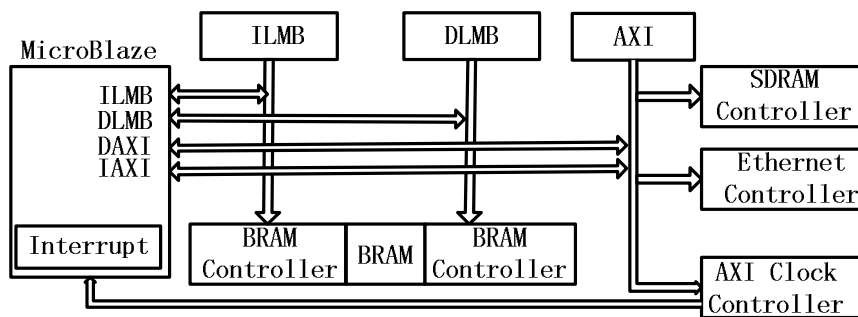 ILMB
DLMB
AXI
MicroBlaze
ILMB
DLMB
DAXI
IAXI
Interrupt
BRAM
Controller
BRAM
BRAM
Controller
SDRAM
Controller
Ethernet
Controller
AXI Clock
Controller